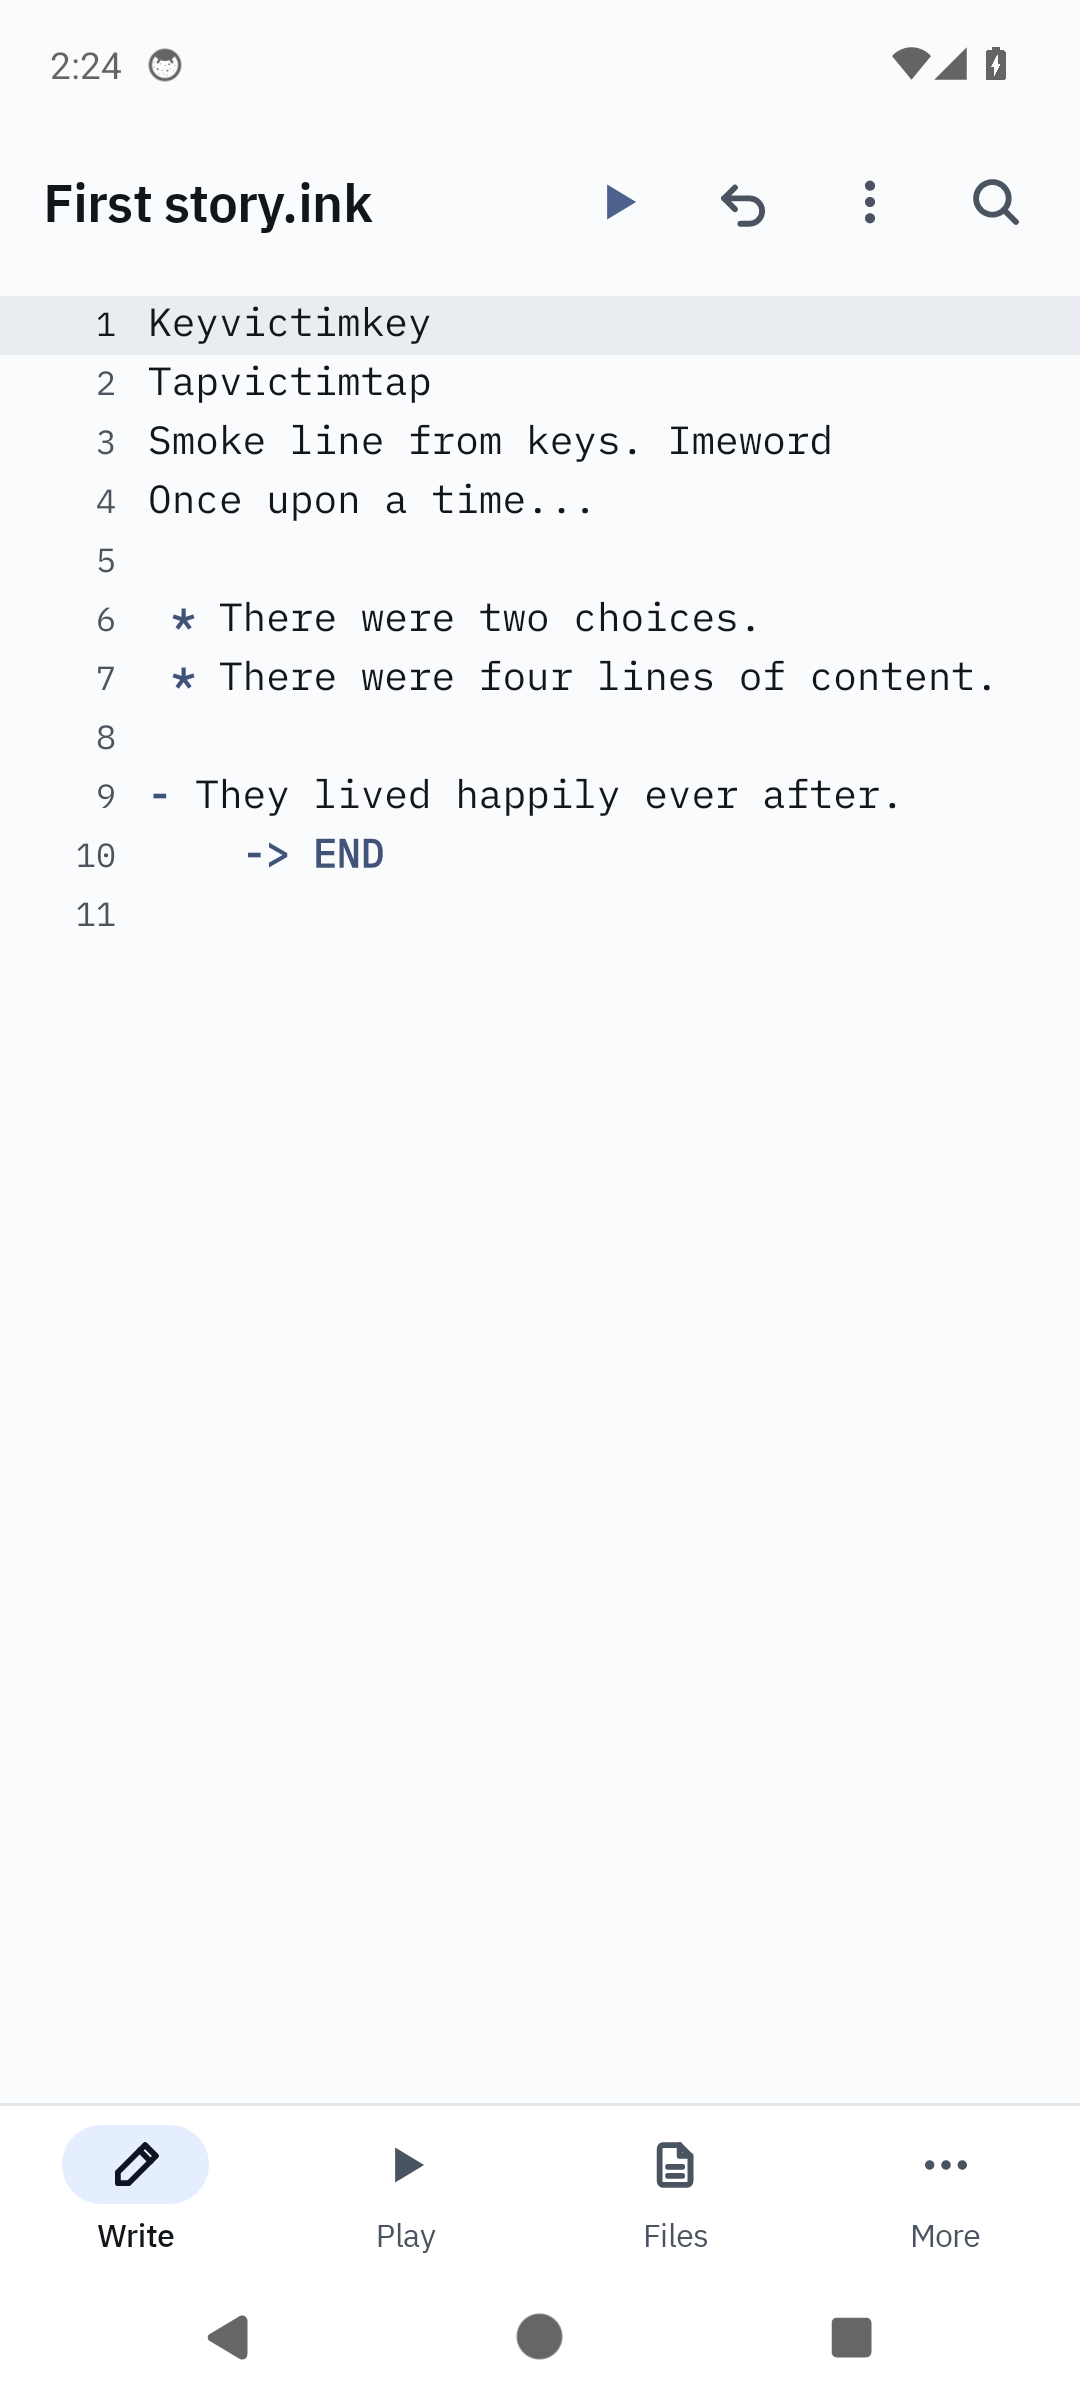 2:24
First story.ink
1 Keyvictimkey
2 Tapvictimtap
3 Smoke line from keys. Imeword
4 Once upon a time...
5
6  * There were two choices.
7  * There were four lines of content.
8
9 - They lived happily ever after.
10     -> END
11
Write Play Files More